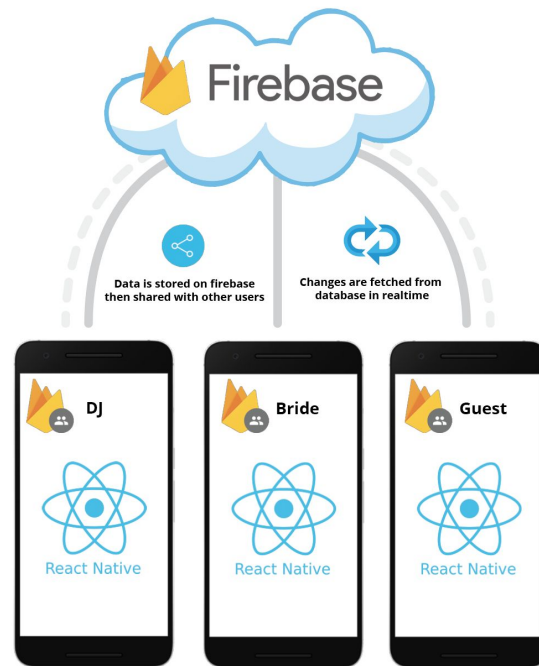 Firebase
Data is stored on firebase
then shared with other users
Changes are fetched from
database in realtime
DJ
Bride
Guest
React Native
React Native
React Native